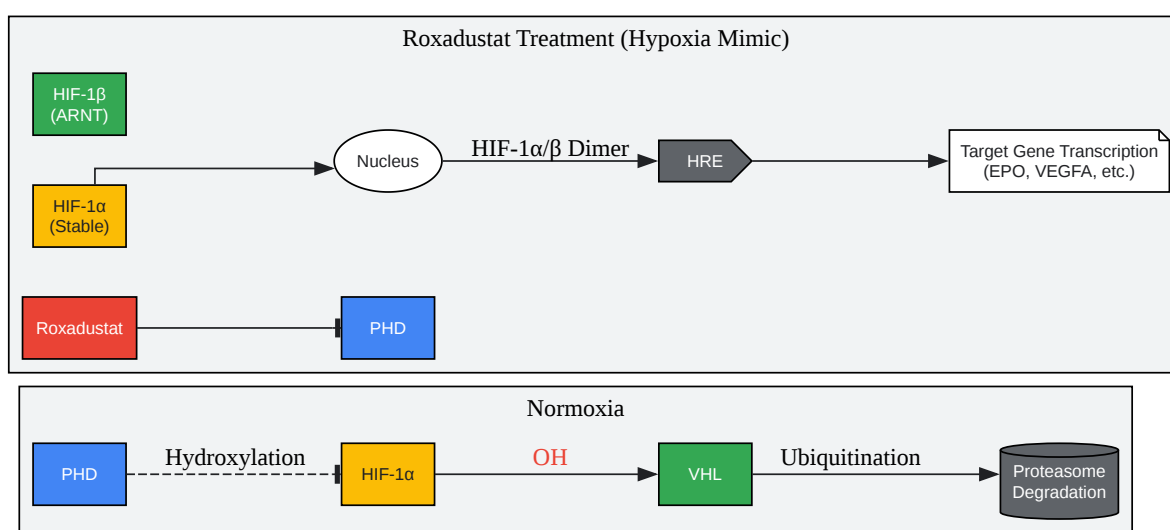 Roxadustat Treatment (Hypoxia Mimic)
HIF-1β
(ARNT)
HIF-1α
(Stable)
Nucleus
HIF-1α/β Dimer
HRE
Target Gene Transcription
(EPO, VEGFA, etc.)
Roxadustat
PHD
Normoxia
PHD
Hydroxylation
HIF-1α
OH
VHL
Ubiquitination
Proteasome
Degradation